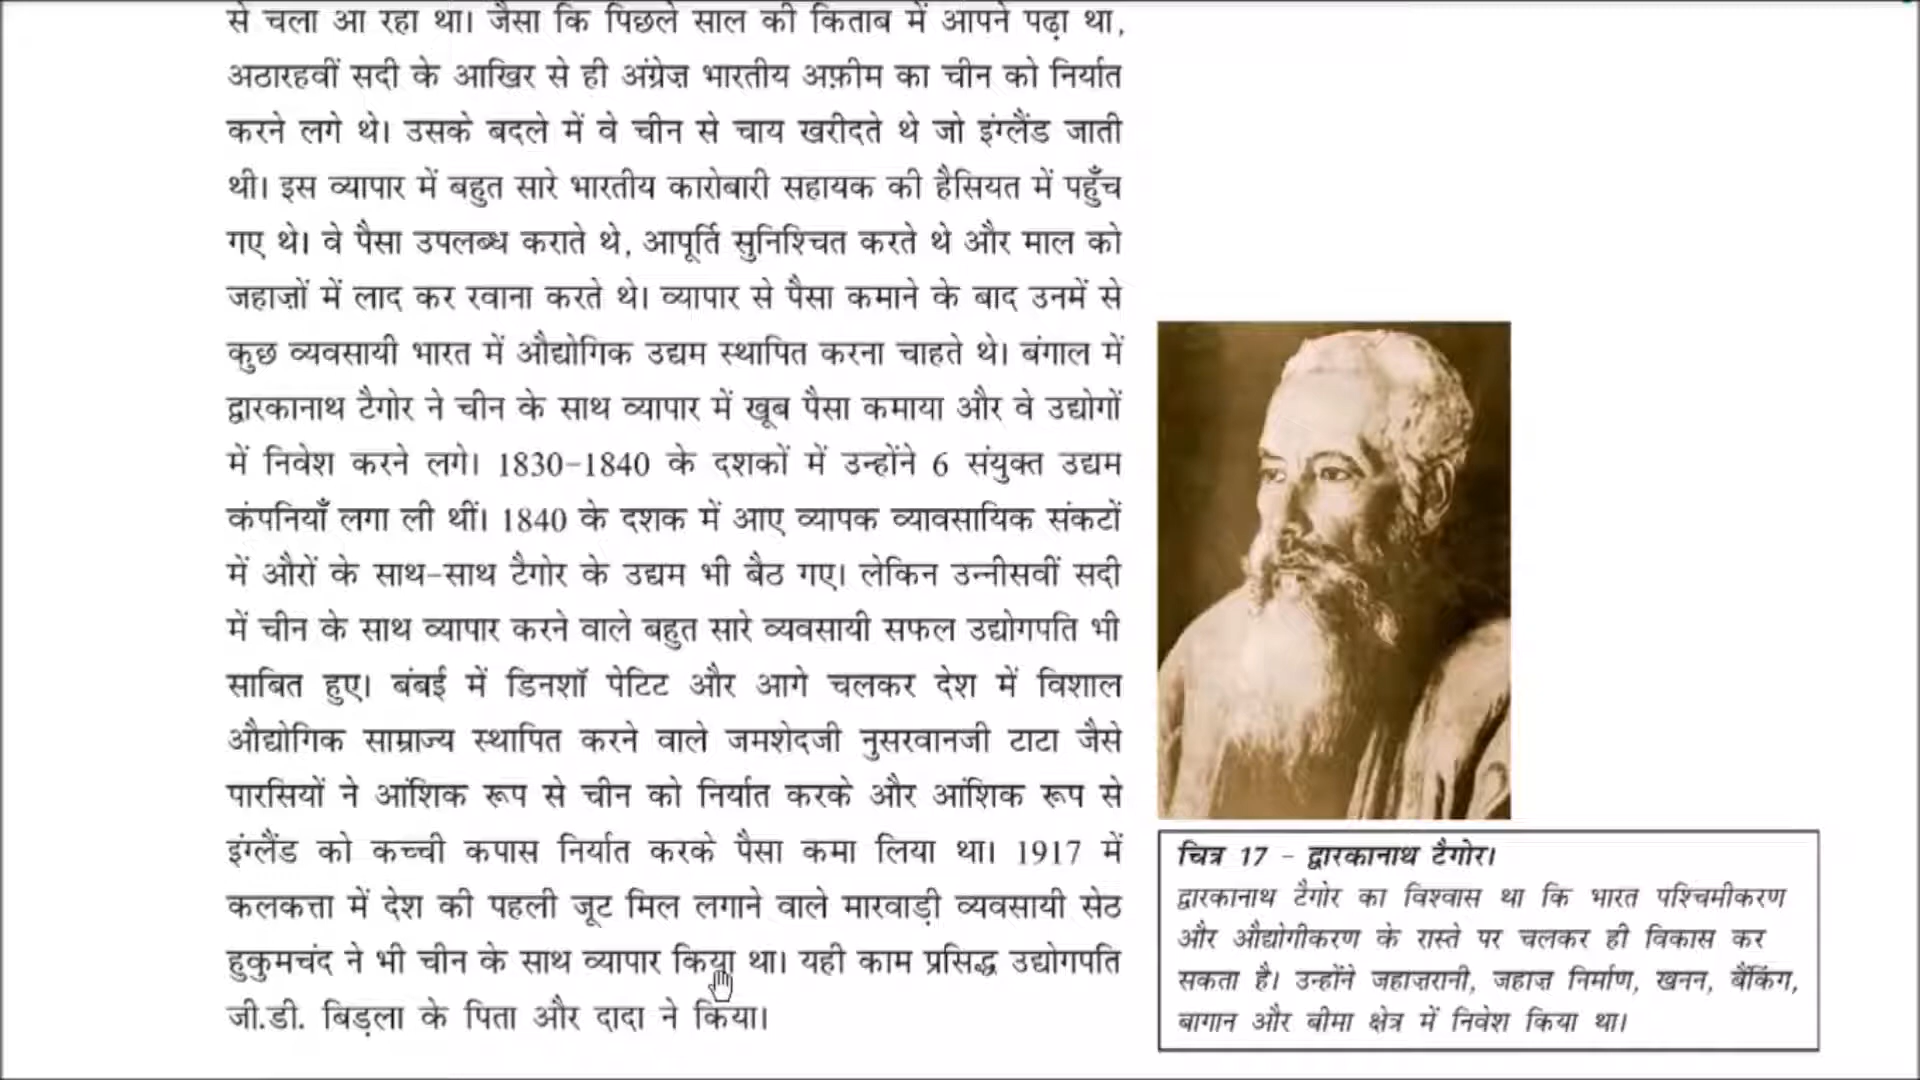 से चला आ रहा था। जैसा कि पिछले साल की किताब में आपने पढ़ा था,
अठारहवीं सदी के आखिर से ही अंग्रेज़ भारतीय अफ़ीम का चीन को निर्यात
करने लगे थे। उसके बदले में वे चीन से चाय खरीदते थे जो इंग्लैंड जाती
थी। इस व्यापार में बहुत सारे भारतीय कारोबारी सहायक की हैसियत में पहुँच
गए थे। वे पैसा उपलब्ध कराते थे, आपूर्ति सुनिश्चित करते थे और माल को
जहाज़ों में लाद कर रवाना करते थे। व्यापार से पैसा कमाने के बाद उनमें से
कुछ व्यवसायी भारत में औद्योगिक उद्यम स्थापित करना चाहते थे। बंगाल में
द्वारकानाथ टैगोर ने चीन के साथ व्यापार में खूब पैसा कमाया और वे उद्योगों
में निवेश करने लगे। 1830-1840 के दशकों में उन्होंने 6 संयुक्त उद्यम
कंपनियाँ लगा ली थीं। 1840 के दशक में आए व्यापक व्यावसायिक संकटों
में औरों के साथ-साथ टैगोर के उद्यम भी बैठ गए। लेकिन उन्नीसवीं सदी
में चीन के साथ व्यापार करने वाले बहुत सारे व्यवसायी सफल उद्योगपति भी
साबित हुए। बंबई में डिनशॉ पेटिट और आगे चलकर देश में विशाल
औद्योगिक साम्राज्य स्थापित करने वाले जमशेदजी नुसरवानजी टाटा जैसे
पारसियों ने आंशिक रूप से चीन को निर्यात करके और आंशिक रूप से
इंग्लैंड को कच्ची कपास निर्यात करके पैसा कमा लिया था। 1917 में
कलकत्ता में देश की पहली जूट मिल लगाने वाले मारवाड़ी व्यवसायी सेठ
हुकुमचंद ने भी चीन के साथ व्यापार किया था। यही काम प्रसिद्ध उद्योगपति
जी.डी. बिड़ला के पिता और दादा ने किया।
चित्र 17 – द्वारकानाथ टैगोर।
द्वारकानाथ टैगोर का विश्वास था कि भारत पश्चिमीकरण
और औद्योगीकरण के रास्ते पर चलकर ही विकास कर
सकता है। उन्होंने जहाज़रानी, जहाज़ निर्माण, खनन, बैंकिंग,
बागान और बीमा क्षेत्र में निवेश किया था।